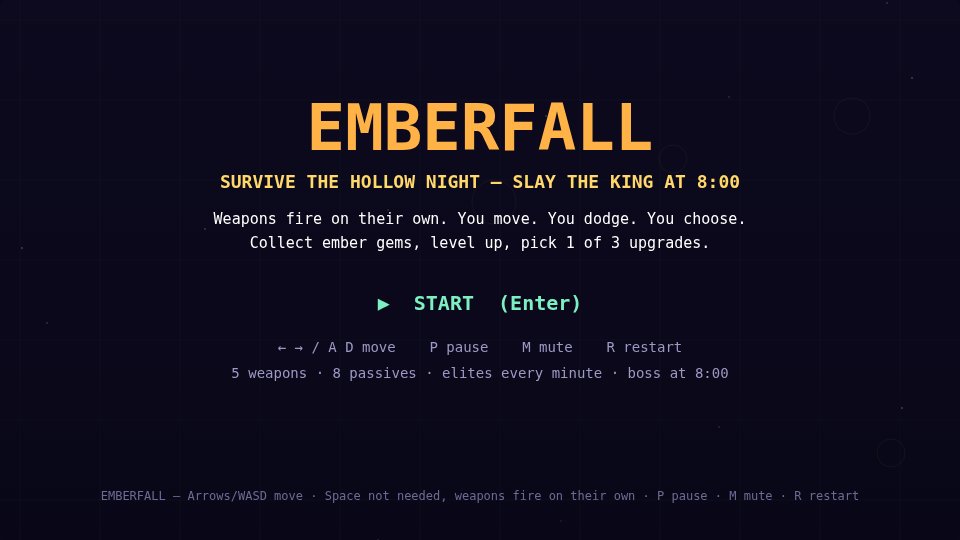 EMBERFALL
SURVIVE THE HOLLOW NIGHT — SLAY THE KING AT 8:00
Weapons fire on their own. You move. You dodge. You choose.
Collect ember gems, level up, pick 1 of 3 upgrades.
▶ START (Enter)
← → / A D move P pause M mute R restart
5 weapons · 8 passives · elites every minute · boss at 8:00
EMBERFALL — Arrows/WASD move · Space not needed, weapons fire on their own · P pause · M mute · R restart